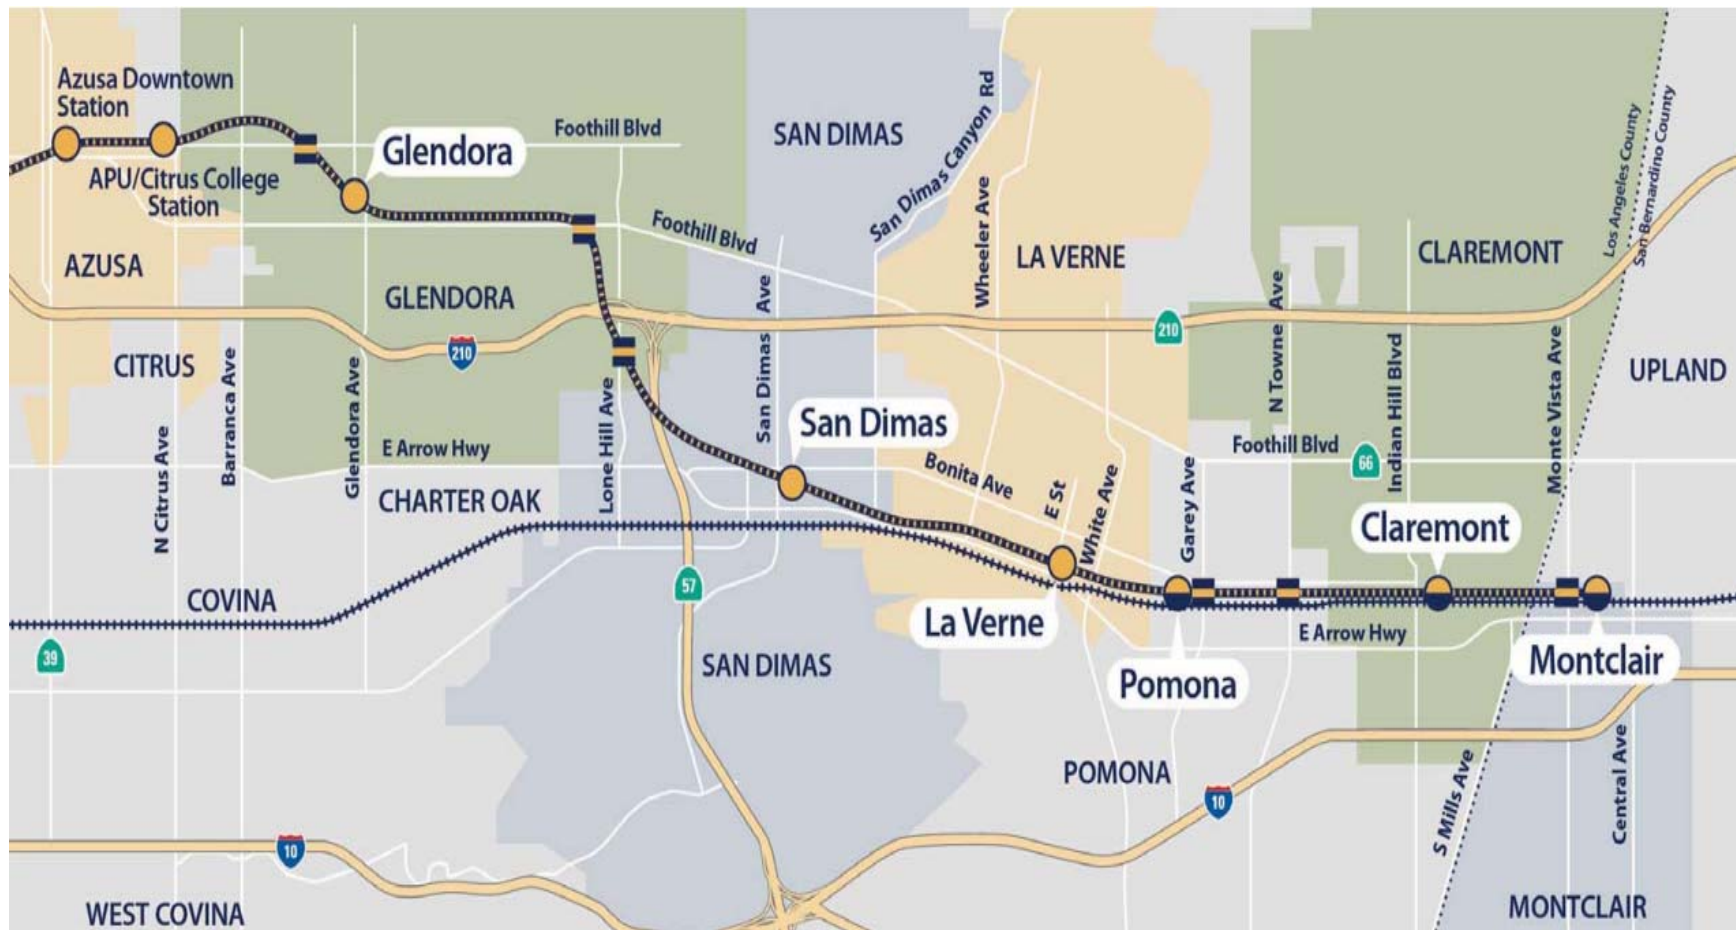 Azusa Downtown
Station
APU/Citrus College
Station
Glendora
Foothill Blvd
SAN DIMAS
San Dimas Canyon Rd
Wheeler Ave
LA VERNE
CLAREMONT
Los Angeles County
San Bernardino County
AZUSA
GLENDORA
Foothill Blvd
San Dimas Ave
210
210
N Towne Ave
Indian Hill Blvd
Monte Vista Ave
UPLAND
CITRUS
Barranca Ave
Glendora Ave
Lone Hill Ave
N Citrus Ave
E Arrow Hwy
San Dimas
Bonita Ave
Foothill Blvd
66
CHARTER OAK
E St
White Ave
Garey Ave
Claremont
COVINA
57
La Verne
E Arrow Hwy
39
SAN DIMAS
Pomona
Montclair
POMONA
10
S Mills Ave
Central Ave
10
WEST COVINA
MONTCLAIR